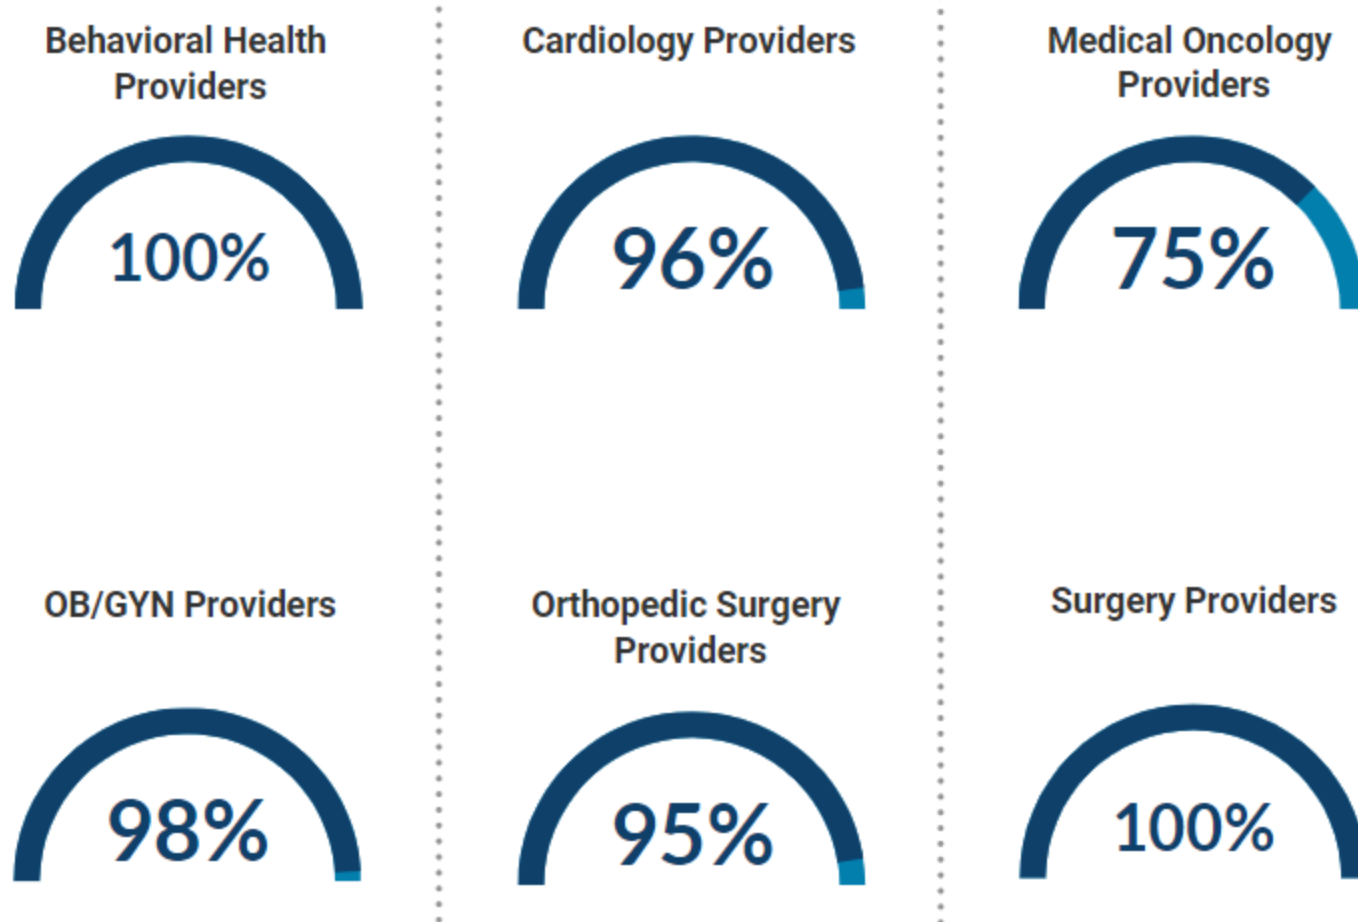 Behavioral Health
Providers
100%
Cardiology Providers
96%
Medical Oncology
Providers
75%
OB/GYN Providers
98%
Orthopedic Surgery
Providers
95%
Surgery Providers
100%